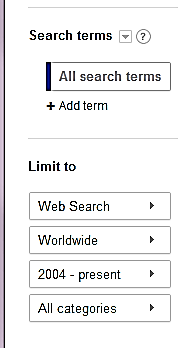 Search terms ?
All search terms
+ Add term
Limit to
Web Search
Worldwide
2004 - present
All categories